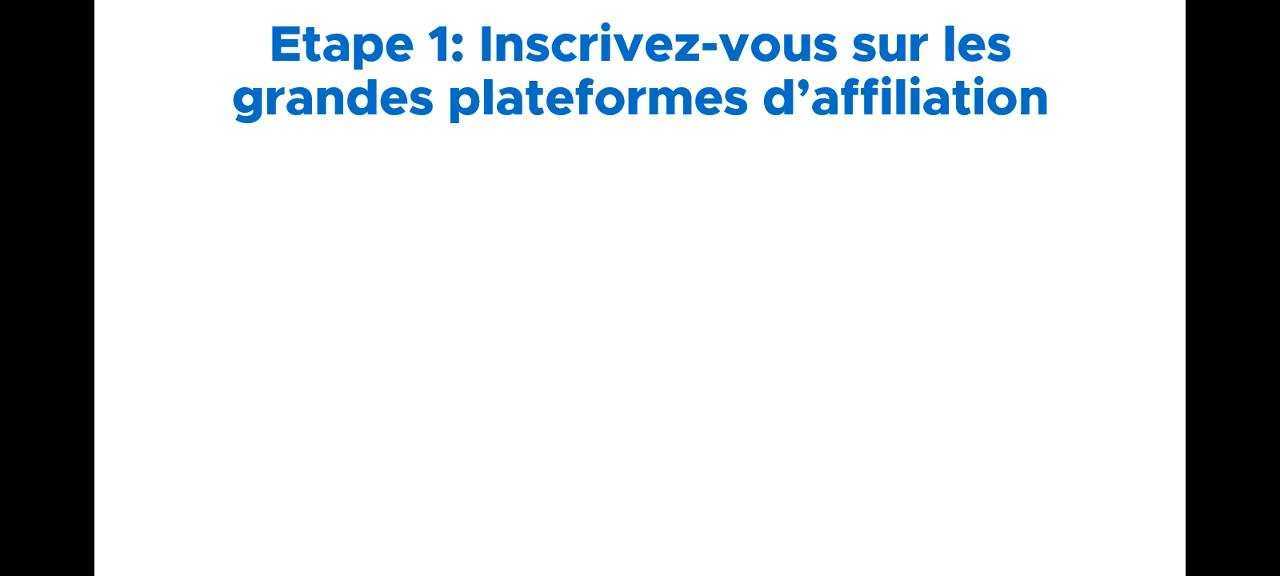 Etape 1: Inscrivez-vous sur les
grandes plateformes d’affiliation